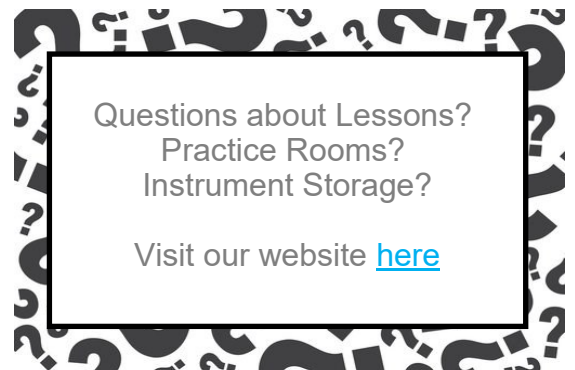 Questions about Lessons?
Practice Rooms?
Instrument Storage?
Visit our website here